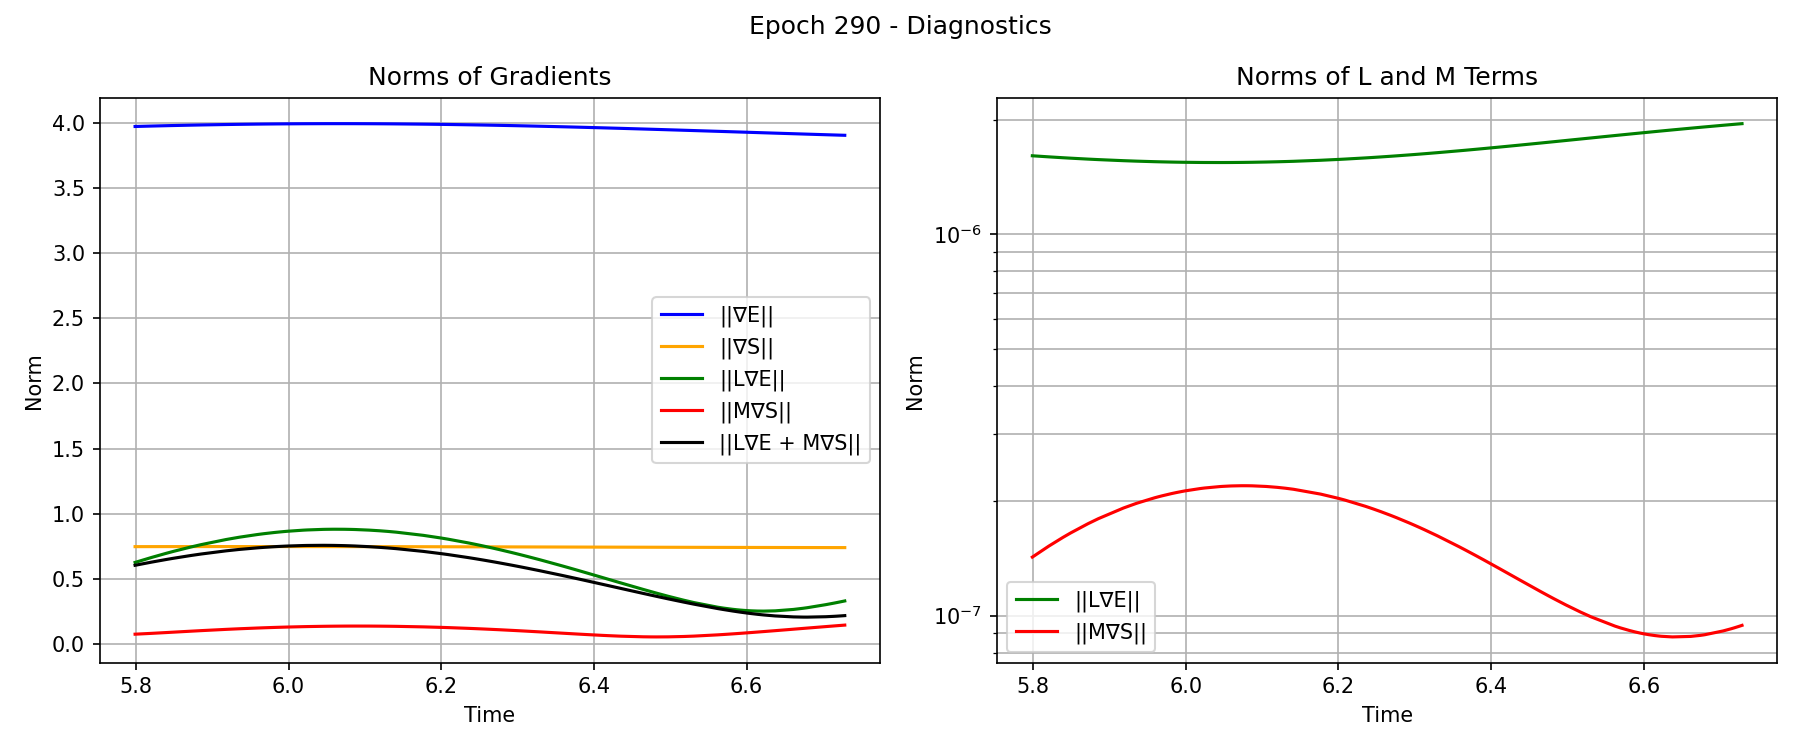 Epoch 290 - Diagnostics
Norms of Gradients
4.0
3.5
3.0
2.5
2.0
1.5
1.0
0.5
0.0
Norm
5.8
6.0
6.2
6.4
6.6
Time
||∇E||
||∇S||
||L∇E||
||M∇S||
||L∇E + M∇S||
Norms of L and M Terms
10⁻⁶
10⁻⁷
Norm
5.8
6.0
6.2
6.4
6.6
Time
||L∇E||
||M∇S||